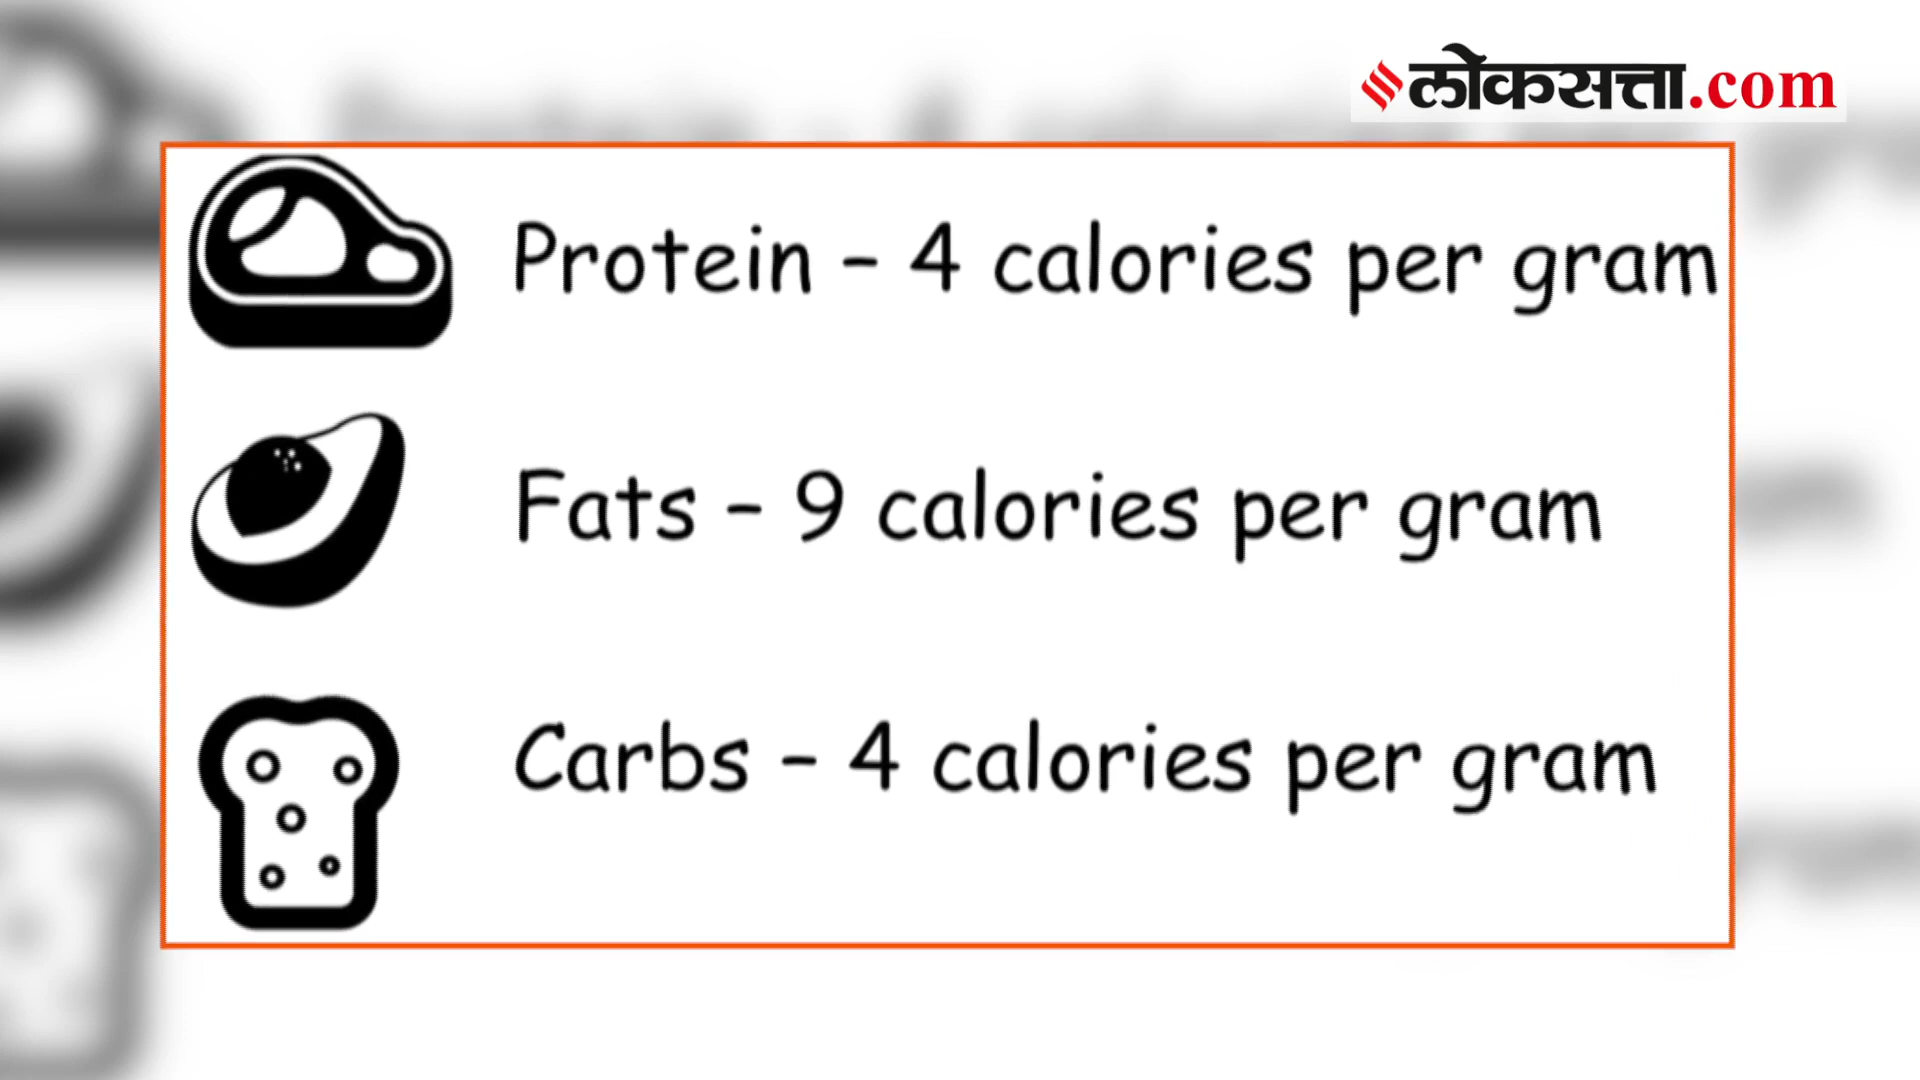 लोकसत्ता.com
Protein – 4 calories per gram
Fats – 9 calories per gram
Carbs – 4 calories per gram